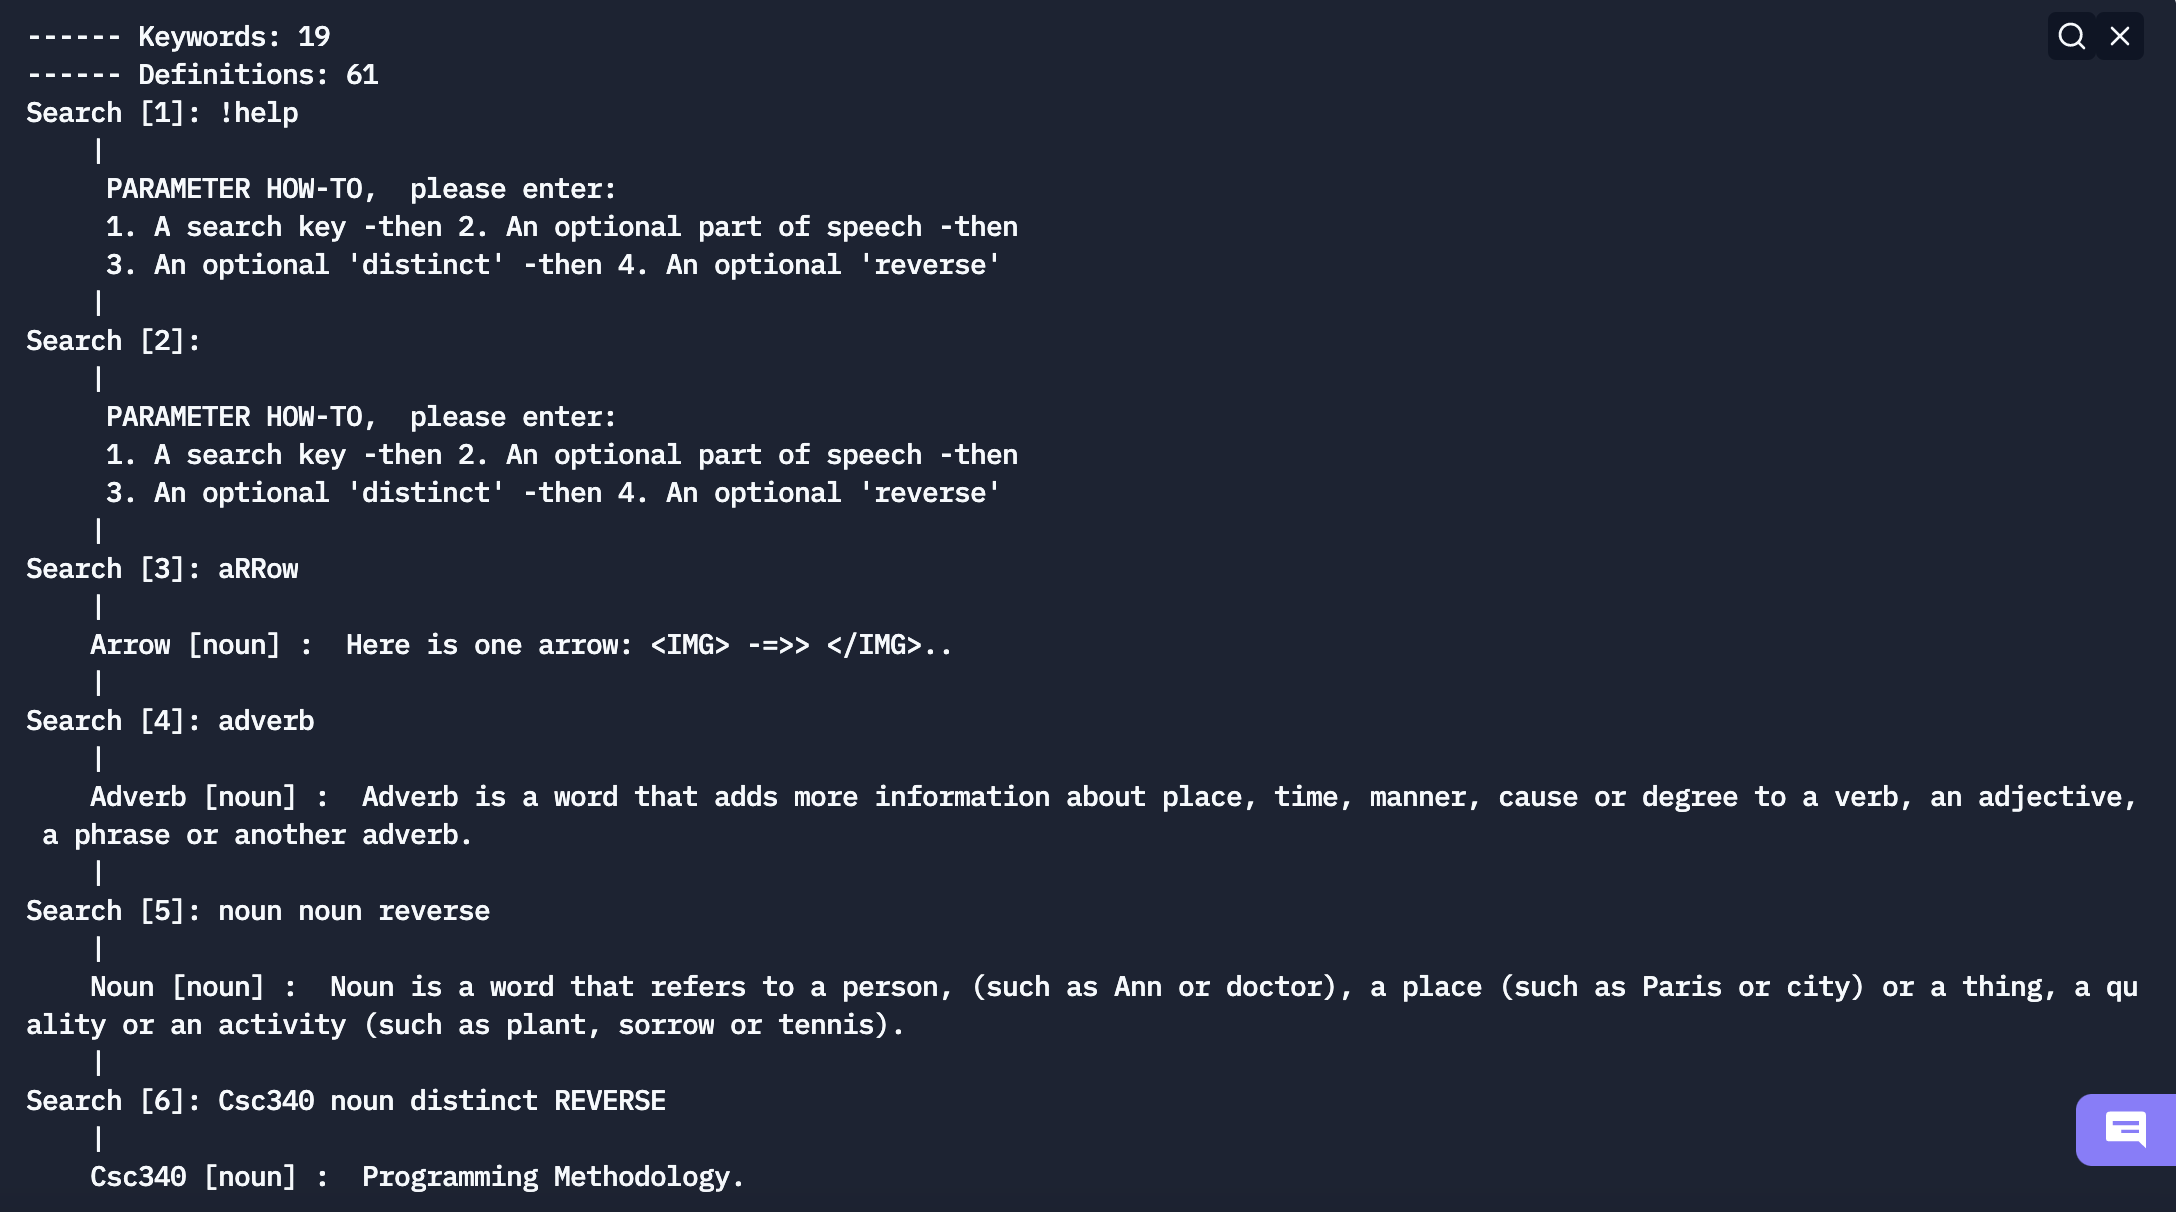 ------ Keywords: 19
------ Definitions: 61
Search [1]: !help
     |
      PARAMETER HOW-TO,  please enter:
      1. A search key -then 2. An optional part of speech -then
      3. An optional 'distinct' -then 4. An optional 'reverse'
     |
Search [2]:
     |
      PARAMETER HOW-TO,  please enter:
      1. A search key -then 2. An optional part of speech -then
      3. An optional 'distinct' -then 4. An optional 'reverse'
     |
Search [3]: aRRow
     |
    Arrow [noun] :  Here is one arrow: <IMG> -=>> </IMG>..
     |
Search [4]: adverb
     |
    Adverb [noun] :  Adverb is a word that adds more information about place, time, manner, cause or degree to a verb, an adjective,
 a phrase or another adverb.
     |
Search [5]: noun noun reverse
     |
    Noun [noun] :  Noun is a word that refers to a person, (such as Ann or doctor), a place (such as Paris or city) or a thing, a qu
ality or an activity (such as plant, sorrow or tennis).
     |
Search [6]: Csc340 noun distinct REVERSE
     |
    Csc340 [noun] :  Programming Methodology.